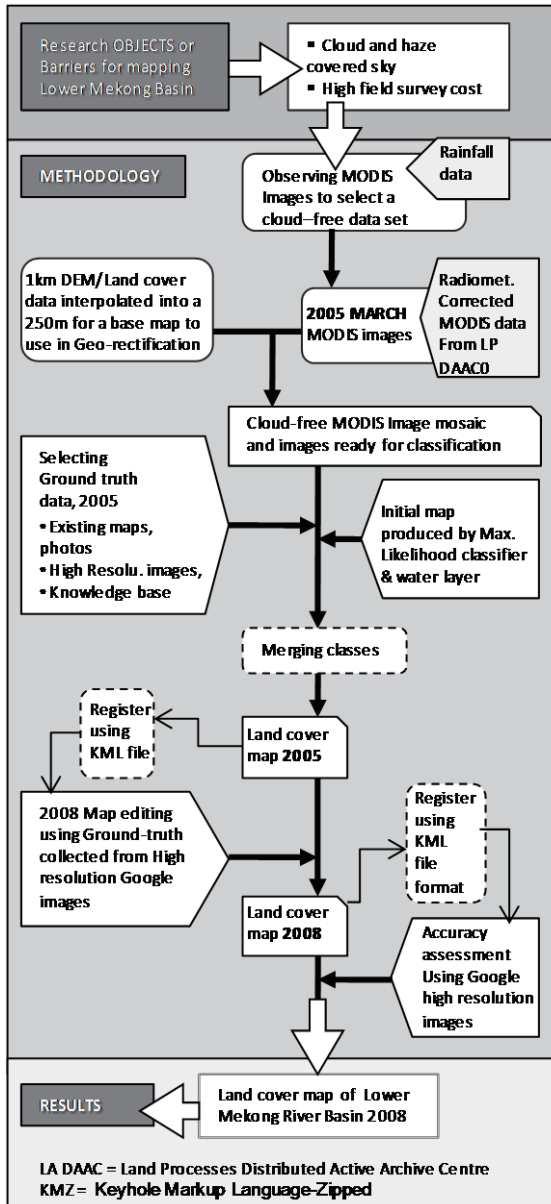 Research OBJECTS or
Barriers for mapping
Lower Mekong Basin
▪ Cloud and haze
covered sky
▪ High field survey cost
METHODOLOGY
Rainfall
data
Observing MODIS
Images to select a
cloud–free data set
1km DEM/Land cover
data interpolated into a
250m for a base map to
use in Geo-rectification
2005 MARCH
MODIS images
Radiomet.
Corrected
MODIS data
From LP
DAAC0
Cloud-free MODIS Image mosaic
and images ready for classification
Selecting
Ground truth
data, 2005
▪ Existing maps,
photos
▪ High Resolu. images,
▪ Knowledge base
Initial map
produced by Max.
Likelihood classifier
& water layer
Merging classes
Register
using
KML file
Land cover
map 2005
2008 Map editing
using Ground-truth
collected from High
resolution Google
images
Register
using
KML
file
format
Land cover
map 2008
Accuracy
assessment
Using Google
high resolution
images
RESULTS
Land cover map of Lower
Mekong River Basin 2008
LA DAAC = Land Processes Distributed Active Archive Centre
KMZ = Keyhole Markup Language-Zipped